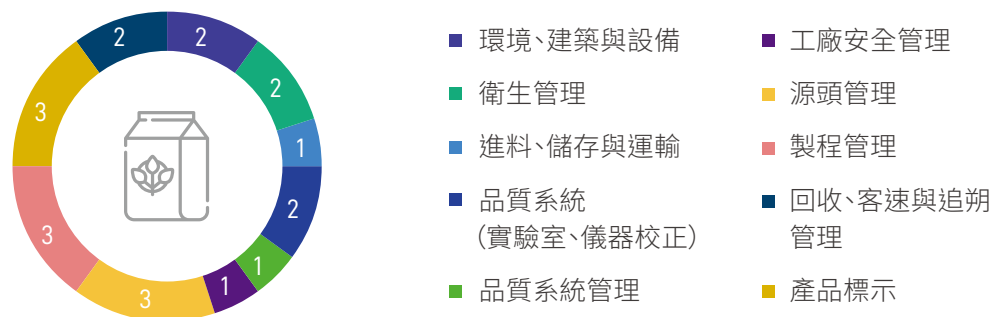 2
2
2
1
2
1
1
3
3
3
環境、建築與設備
衛生管理
進料、儲存與運輸
品質系統
(實驗室、儀器校正)
品質系統管理
工廠安全管理
源頭管理
製程管理
回收、客速與追朔
管理
產品標示